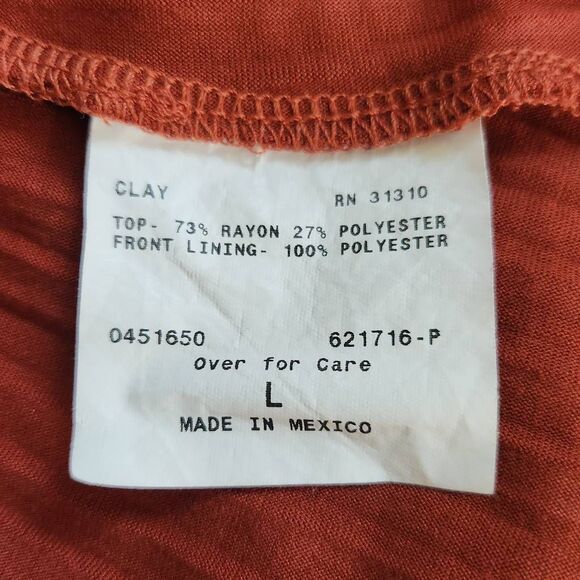 CLAY RN 31310
TOP- 73% RAYON 27% POLYESTER
FRONT LINING- 100% POLYESTER
0451650 621716-P
Over for Care
L
MADE IN MEXICO